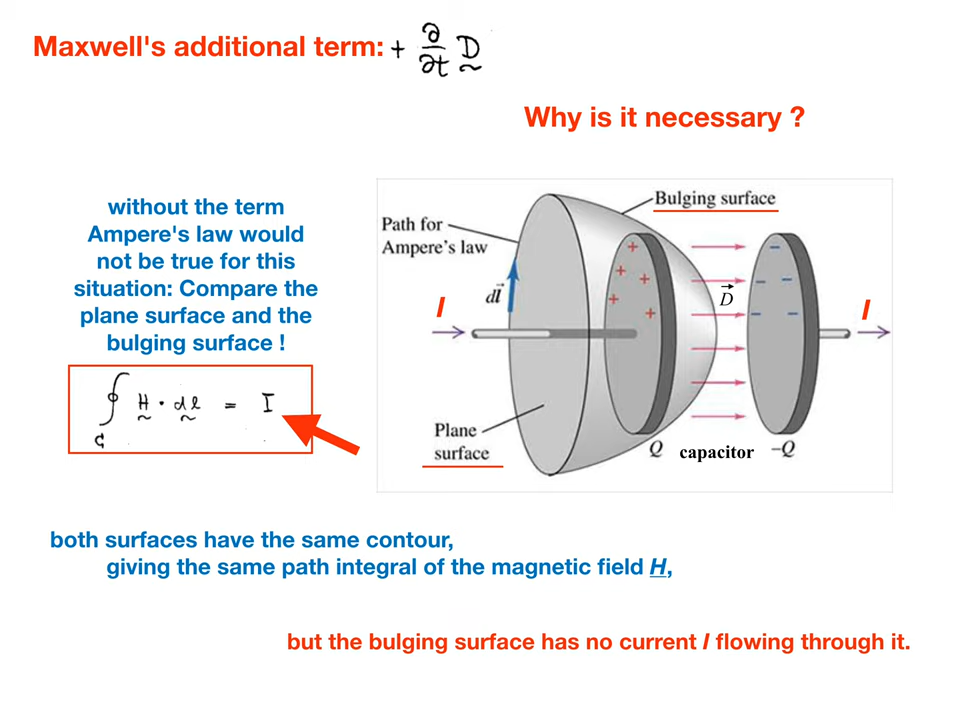 Maxwell's additional term: + ∂/∂t D
Why is it necessary ?
without the term
Ampere's law would
not be true for this
situation: Compare the
plane surface and the
bulging surface !
∮ H · dl = I
C
Bulging surface
Path for
Ampere's law
dl
I
D
I
+ + + + +
− − − − −
Plane
surface
Q capacitor −Q
both surfaces have the same contour,
giving the same path integral of the magnetic field H,
but the bulging surface has no current I flowing through it.